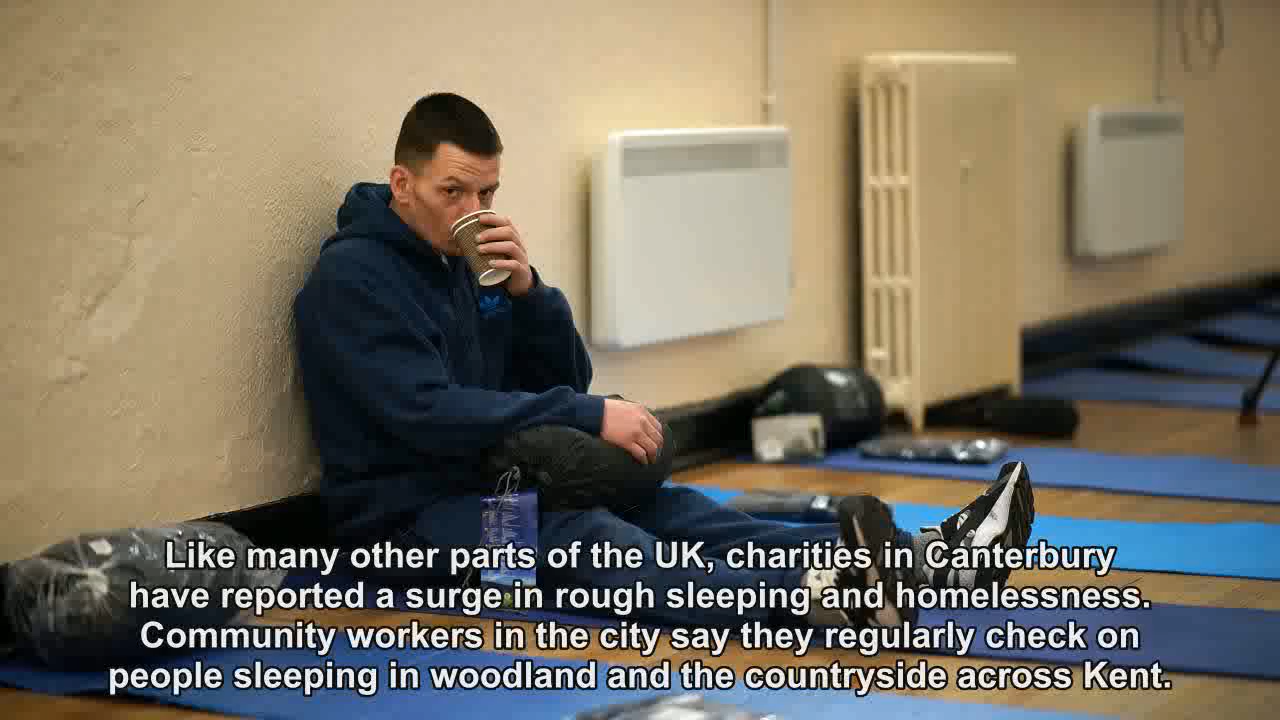 Like many other parts of the UK, charities in Canterbury
have reported a surge in rough sleeping and homelessness.
Community workers in the city say they regularly check on
people sleeping in woodland and the countryside across Kent.